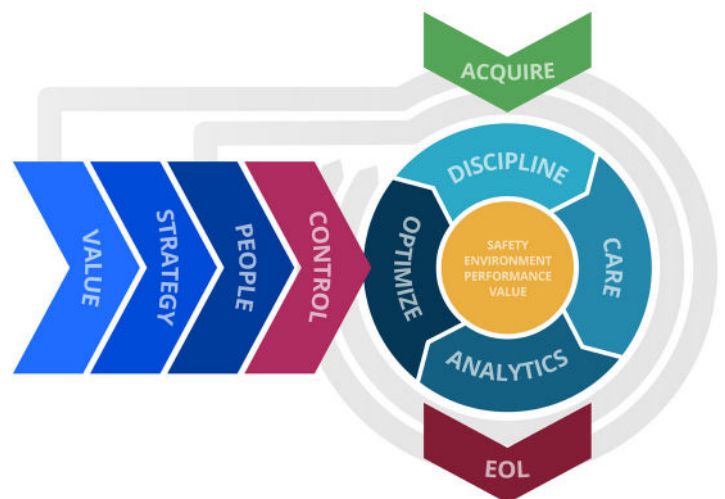 ACQUIRE
VALUE
STRATEGY
PEOPLE
CONTROL
DISCIPLINE
CARE
ANALYTICS
OPTIMIZE
SAFETY
ENVIRONMENT
PERFORMANCE
VALUE
EOL